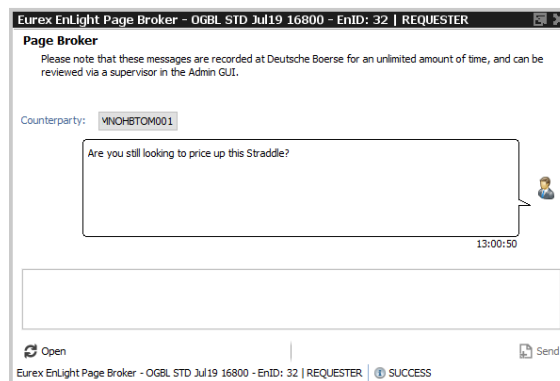 Eurex EnLight Page Broker - OGBL STD Jul19 16800 - EnID: 32 | REQUESTER
Page Broker
Please note that these messages are recorded at Deutsche Boerse for an unlimited amount of time, and can be
reviewed via a supervisor in the Admin GUI.
Counterparty:
Are you still looking to price up this Straddle?
13:00:50
Open
Send
Eurex EnLight Page Broker - OGBL STD Jul19 16800 - EnID: 32 | REQUESTER
SUCCESS